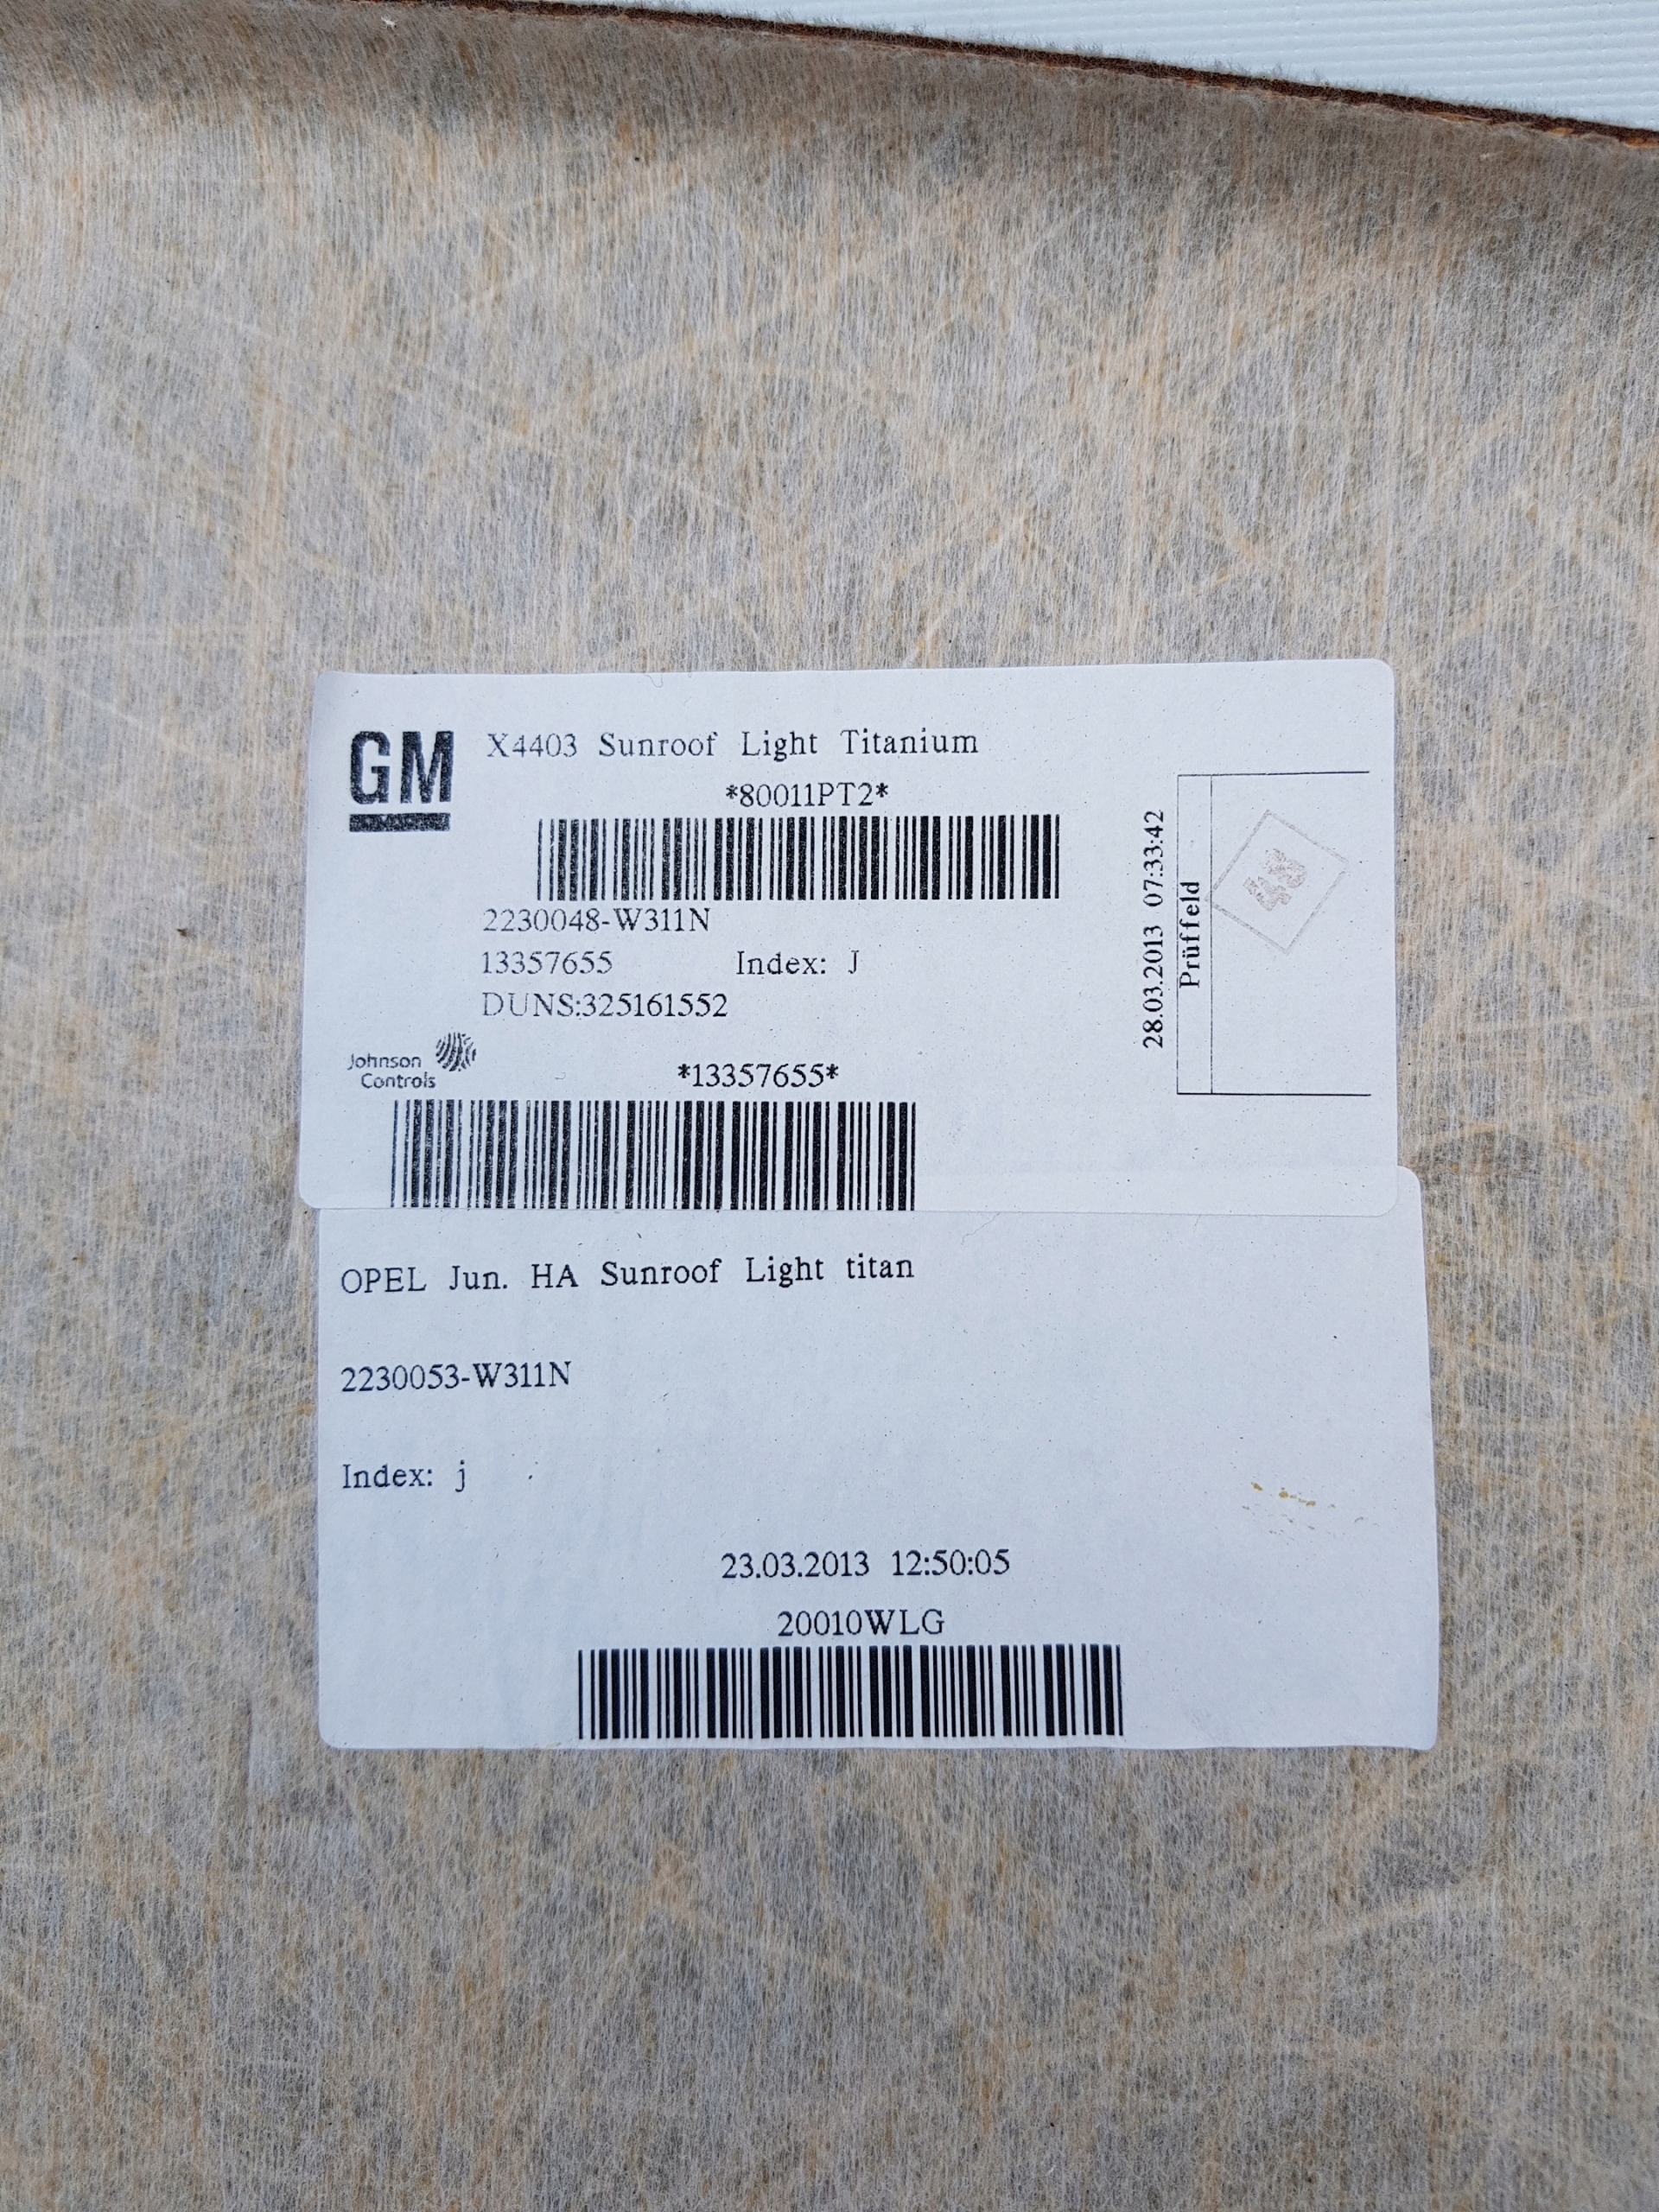 GM
X4403 Sunroof Light Titanium
*80011PT2*
2230048-W311N
13357655 Index: J
DUNS:325161552
Johnson
Controls
*13357655*
28.03.2013 07:33:42
Prüffeld
OPEL Jun. HA Sunroof Light titan
2230053-W311N
Index: j
23.03.2013 12:50:05
20010WLG